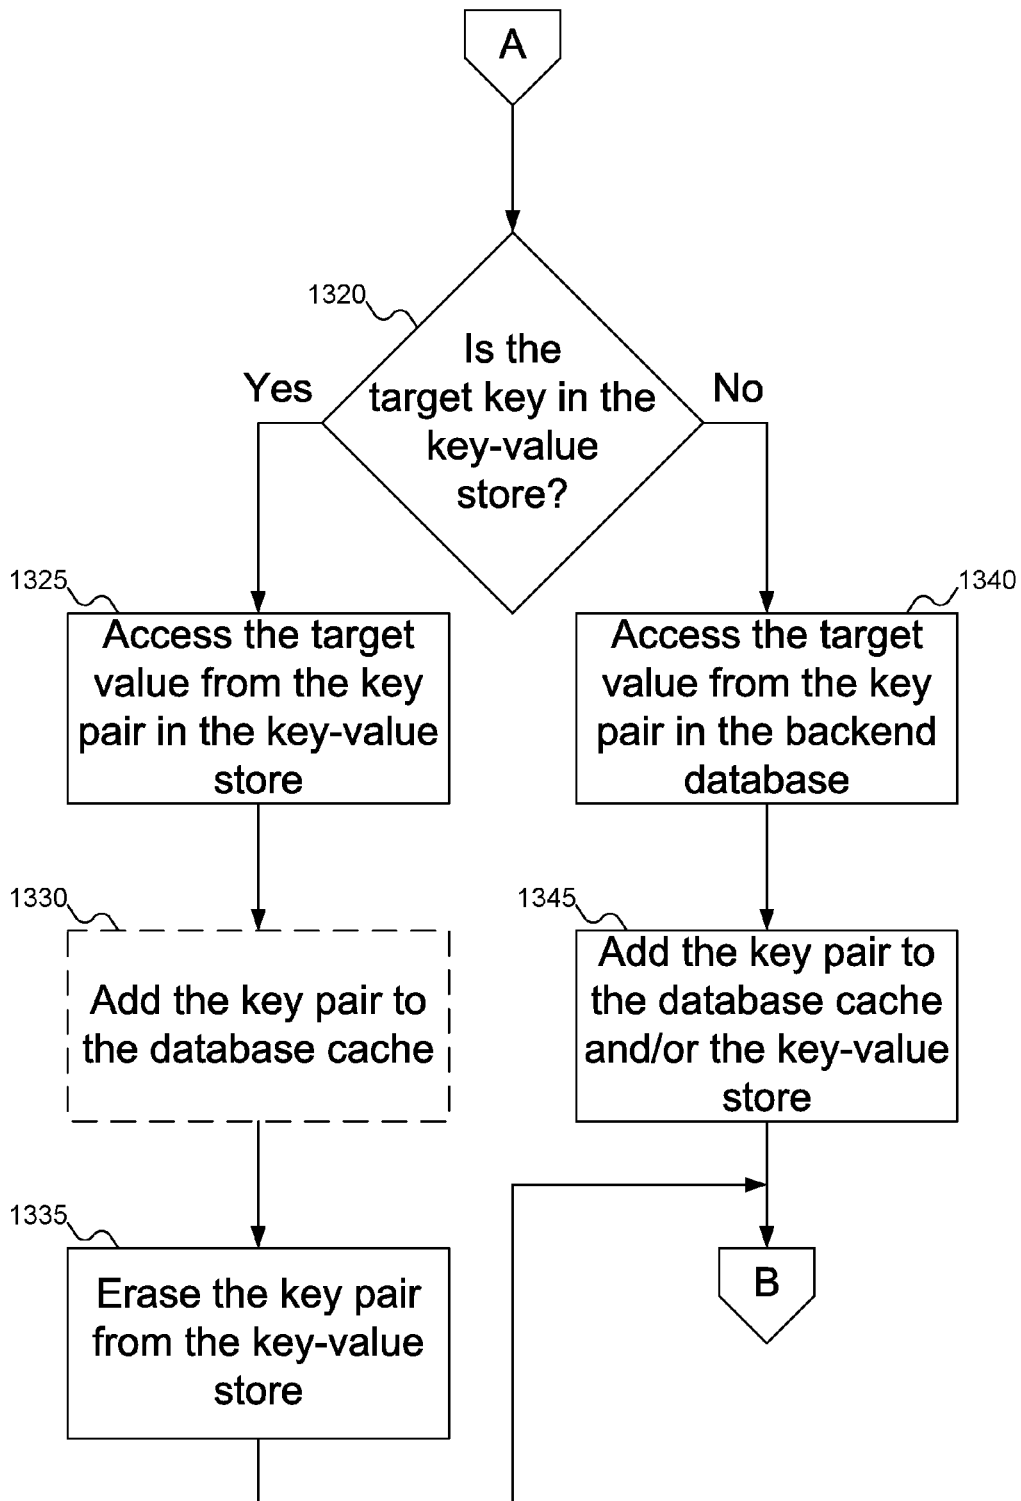 A
1320
Is the
target key in the
key-value
store?
Yes
No
1325
Access the target
value from the key
pair in the key-value
store
1340
Access the target
value from the key
pair in the backend
database
1330
Add the key pair to
the database cache
1345
Add the key pair to
the database cache
and/or the key-value
store
1335
Erase the key pair
from the key-value
store
B